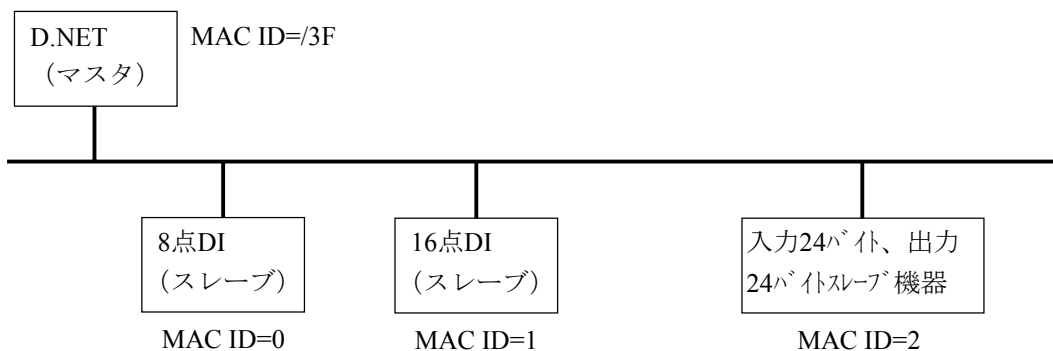 D.NET
（マスタ）
MAC ID=/3F
8点DI
（スレーブ）
16点DI
（スレーブ）
入力24ﾊﾞｲﾄ、出力
24ﾊﾞｲﾄｽﾚｰﾌﾞ機器
MAC ID=0
MAC ID=1
MAC ID=2